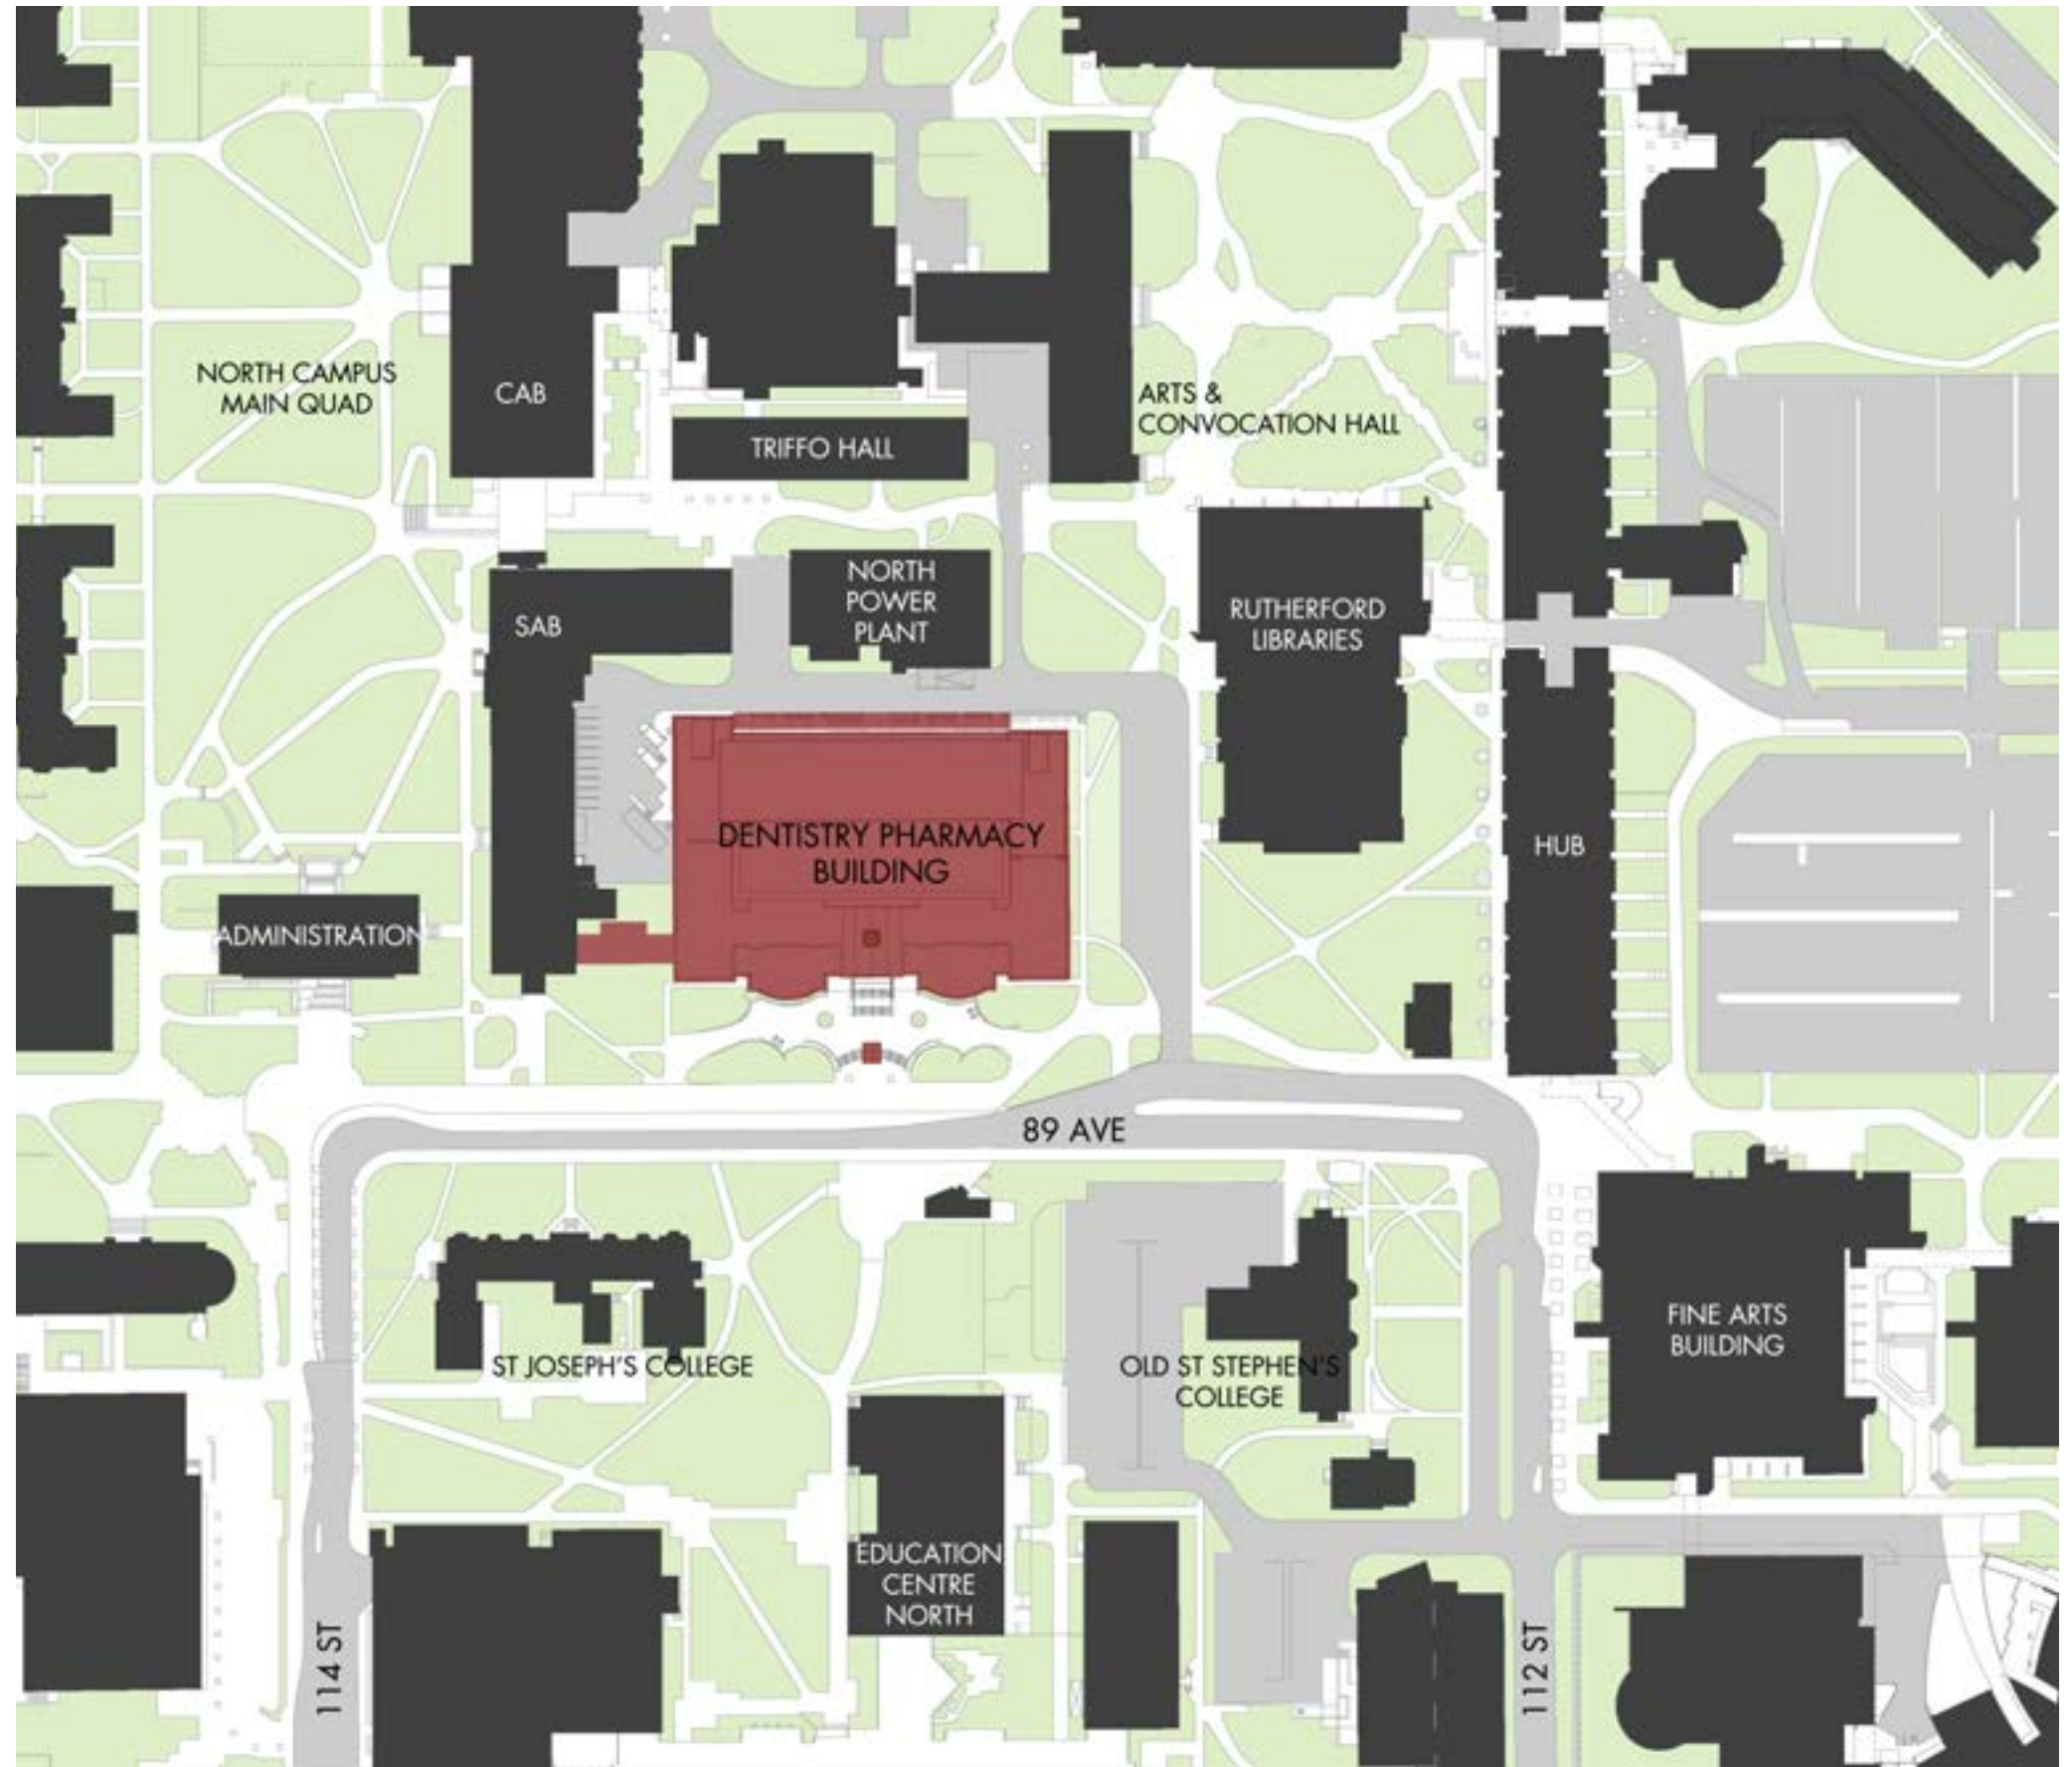 NORTH CAMPUS
MAIN QUAD
CAB
ARTS &
CONVOCATION HALL
TRIFFO HALL
NORTH
POWER
PLANT
SAB
RUTHERFORD
LIBRARIES
DENTISTRY PHARMACY
BUILDING
HUB
ADMINISTRATION
89 AVE
FINE ARTS
BUILDING
ST JOSEPH'S COLLEGE
OLD ST STEPHEN'S
COLLEGE
EDUCATION
CENTRE
NORTH
114 ST
112 ST